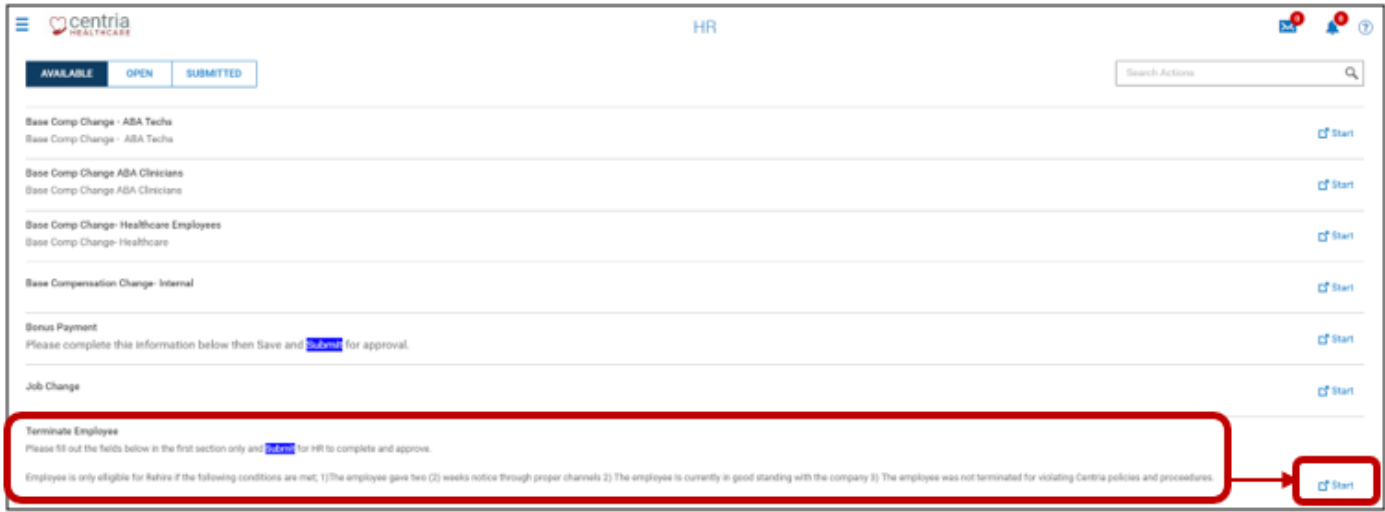 centria
HEALTHCARE
HR
0
0
?
AVAILABLE
OPEN
SUBMITTED
Search Actions
Base Comp Change - ABA Techs
Base Comp Change - ABA Techs
Start
Base Comp Change ABA Clinicians
Base Comp Change ABA Clinicians
Start
Base Comp Change- Healthcare Employees
Base Comp Change- Healthcare
Start
Base Compensation Change- Internal
Start
Bonus Payment
Please complete thie information below then Save and Submit for approval.
Start
Job Change
Start
Terminate Employee
Please fill out the fields below in the first section only and Submit for HR to complete and approve.
Employee is only eligible for Rehire if the following conditions are met; 1)The employee gave two (2) weeks notice through proper channels 2) The employee is currently in good standing with the company 3) The employee was not terminated for violating Centria policies and proceedures.
Start